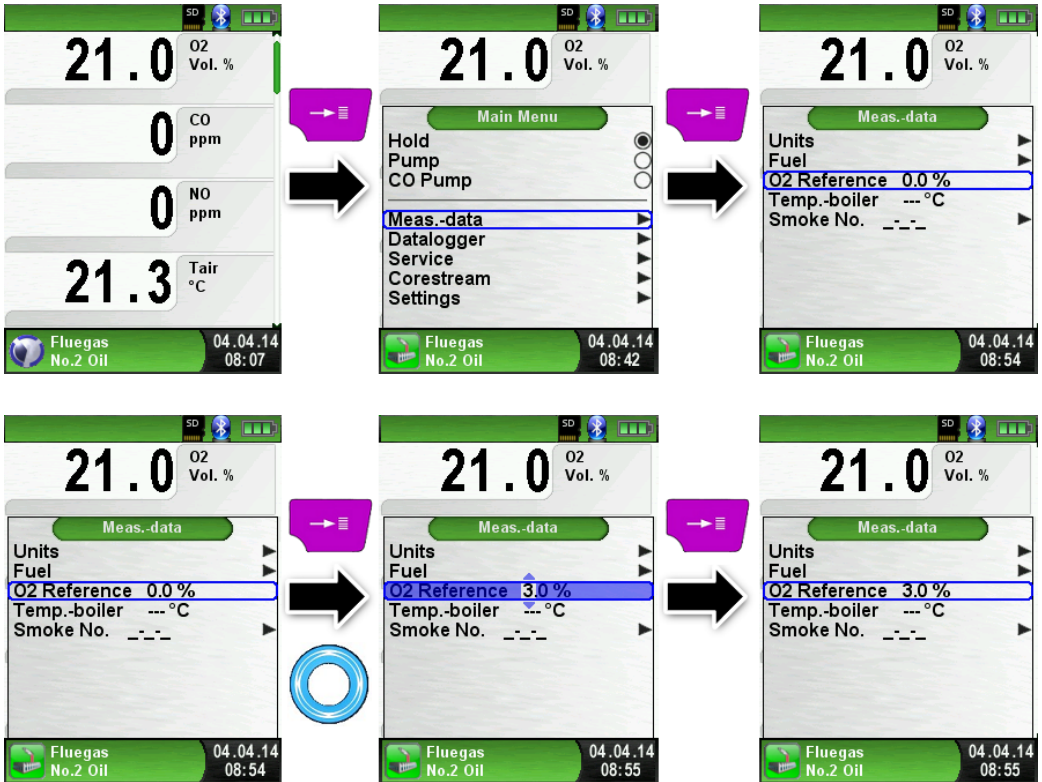 SD
21.0 O2 Vol. %
0 CO ppm
0 NO ppm
21.3 Tair °C
Fluegas 04.04.14
No.2 Oil 08:07
SD
21.0 O2 Vol. %
Main Menu
Hold
Pump
CO Pump
Meas.-data
Datalogger
Service
Corestream
Settings
Fluegas 04.04.14
No.2 Oil 08:42
SD
21.0 O2 Vol. %
Meas.-data
Units
Fuel
O2 Reference 0.0 %
Temp.-boiler --- °C
Smoke No. _-_-_
Fluegas 04.04.14
No.2 Oil 08:54
SD
21.0 O2 Vol. %
Meas.-data
Units
Fuel
O2 Reference 0.0 %
Temp.-boiler --- °C
Smoke No. _-_-_
Fluegas 04.04.14
No.2 Oil 08:54
SD
21.0 O2 Vol. %
Meas.-data
Units
Fuel
O2 Reference 3.0 %
Temp.-boiler --- °C
Smoke No. _-_-_
Fluegas 04.04.14
No.2 Oil 08:55
SD
21.0 O2 Vol. %
Meas.-data
Units
Fuel
O2 Reference 3.0 %
Temp.-boiler --- °C
Smoke No. _-_-_
Fluegas 04.04.14
No.2 Oil 08:55